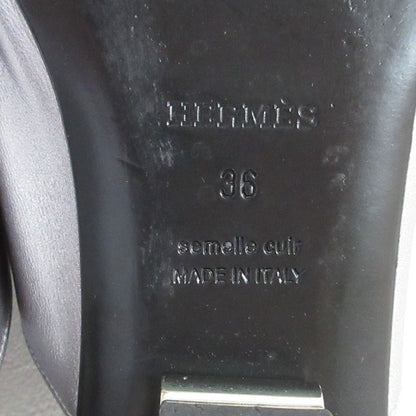 HERMÈS
36
semelle cuir
MADE IN ITALY